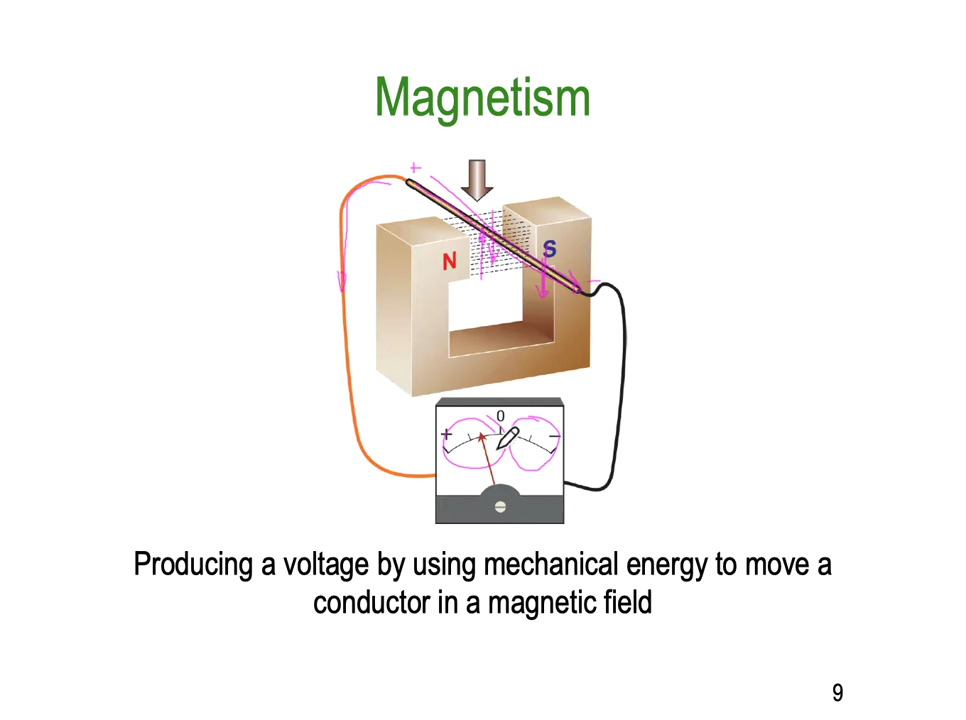 Magnetism
+
N
S
−
0
+
−
Producing a voltage by using mechanical energy to move a
conductor in a magnetic field
9